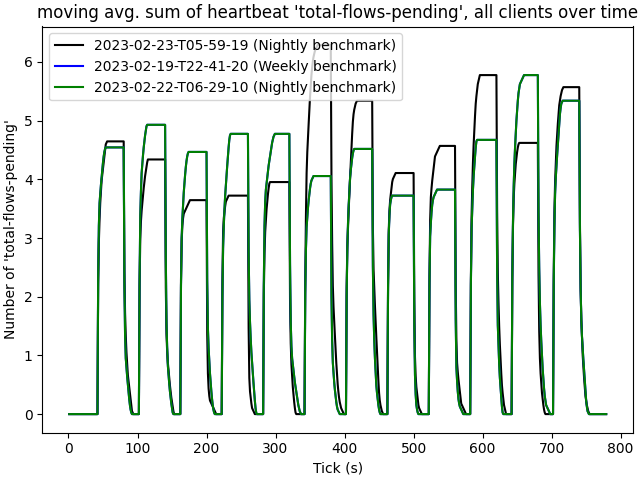 moving avg. sum of heartbeat 'total-flows-pending', all clients over time
2023-02-23-T05-59-19 (Nightly benchmark)
2023-02-19-T22-41-20 (Weekly benchmark)
2023-02-22-T06-29-10 (Nightly benchmark)
Number of 'total-flows-pending'
6
5
4
3
2
1
0
0 100 200 300 400 500 600 700 800
Tick (s)